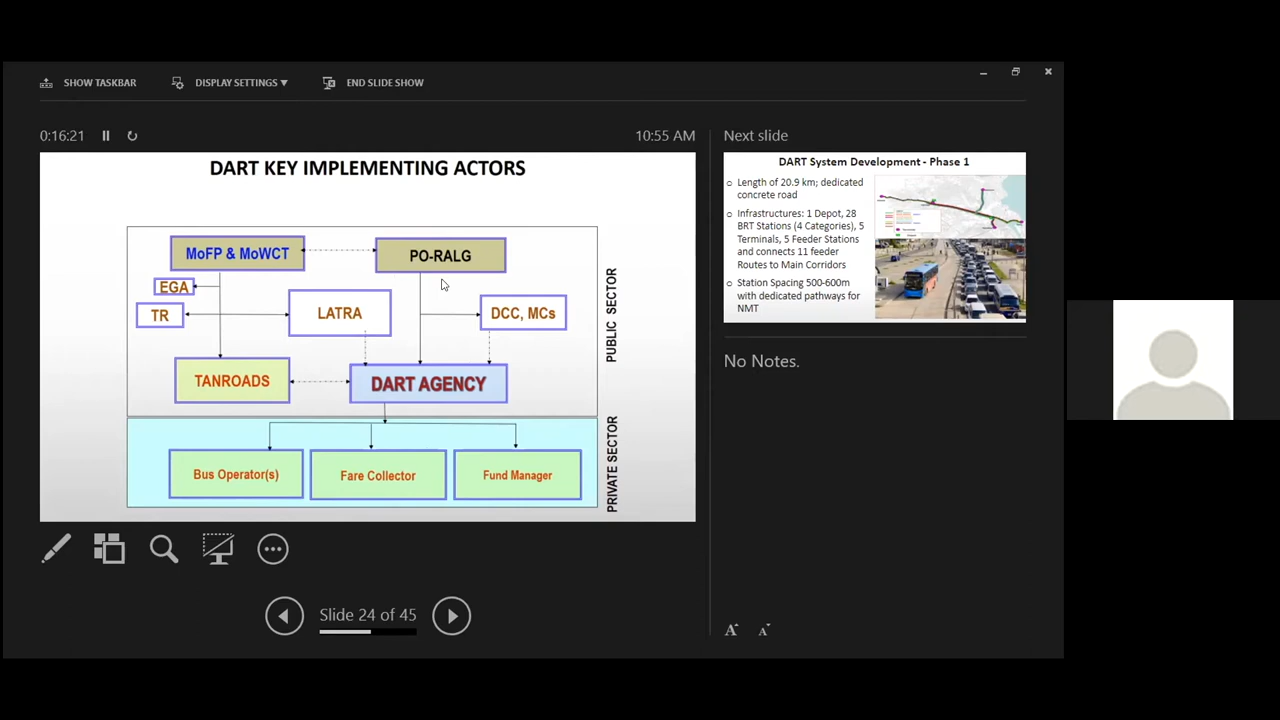 SHOW TASKBAR
DISPLAY SETTINGS ▼
END SLIDE SHOW
0:16:21
10:55 AM
DART KEY IMPLEMENTING ACTORS
MoFP & MoWCT
PO-RALG
EGA
TR
LATRA
DCC, MCs
TANROADS
DART AGENCY
PUBLIC SECTOR
Bus Operator(s)
Fare Collector
Fund Manager
PRIVATE SECTOR
Slide 24 of 45
Next slide
DART System Development - Phase 1
o Length of 20.9 km; dedicated
concrete road
o Infrastructures: 1 Depot, 28
BRT Stations (4 Categories), 5
Terminals, 5 Feeder Stations
and connects 11 feeder
Routes to Main Corridors
o Station Spacing 500-600m
with dedicated pathways for
NMT
No Notes.
A A